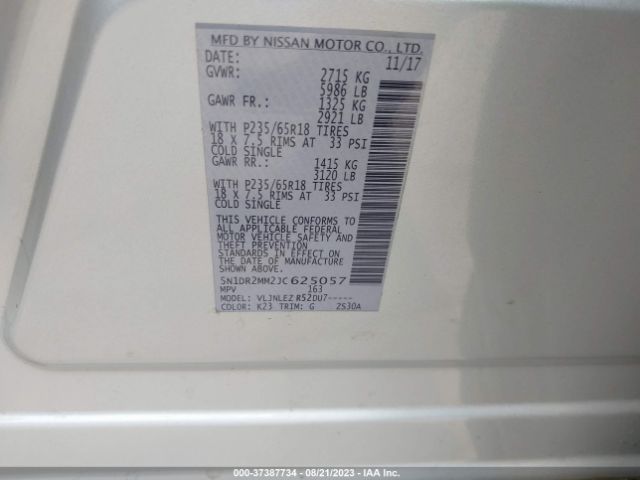 MFD BY NISSAN MOTOR CO., LTD.
DATE: 11/17
GVWR: 2715 KG
5986 LB
GAWR FR.: 1325 KG
2921 LB
WITH P235/65R18 TIRES
18 X 7.5 RIMS AT 33 PSI
COLD SINGLE
GAWR RR.: 1415 KG
3120 LB
WITH P235/65R18 TIRES
18 X 7.5 RIMS AT 33 PSI
COLD SINGLE
THIS VEHICLE CONFORMS TO
ALL APPLICABLE FEDERAL
MOTOR VEHICLE SAFETY AND
THEFT PREVENTION
STANDARDS IN EFFECT ON
THE DATE OF MANUFACTURE
SHOWN ABOVE.
5N1DR2MM2JC625057
MPV 163
MODEL: VLJNLEZ R52DU7-----
COLOR: K23 TRIM: G 2S30A
000-37387734 - 08/21/2023 - IAA Inc.